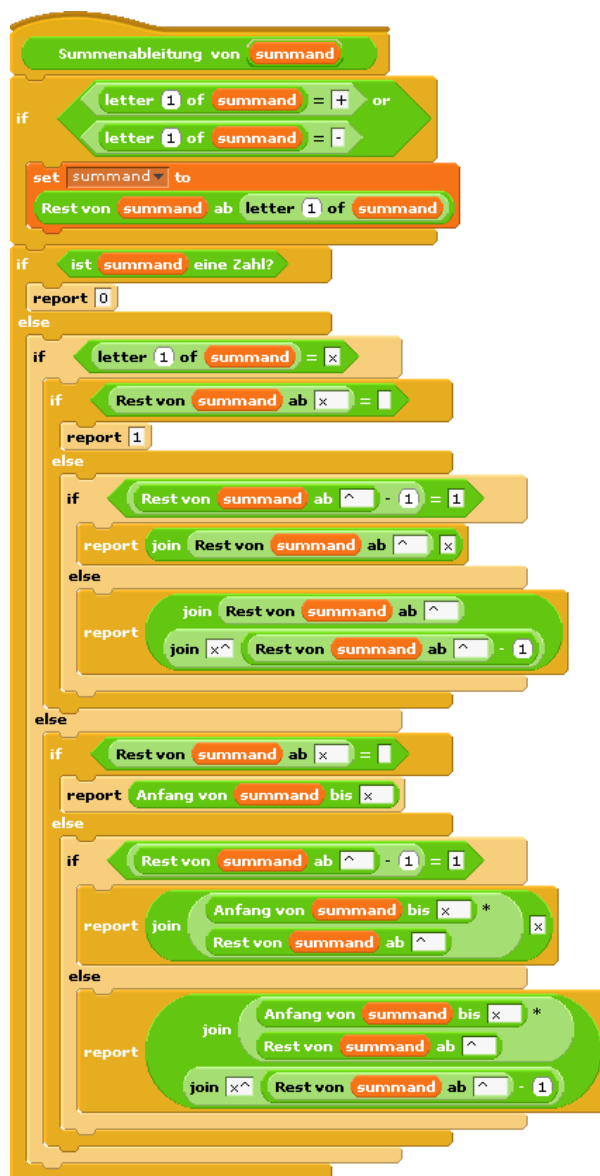 Summenableitung von summand
letter 1 of summand = + or
if
letter 1 of summand = -
set summand to
Rest von summand ab letter 1 of summand
if ist summand eine Zahl?
report 0
else
if letter 1 of summand = x
if Rest von summand ab x =
report 1
else
if Rest von summand ab ^ - 1 = 1
report join Rest von summand ab ^ x
else
join Rest von summand ab ^
report
join x^ Rest von summand ab ^ - 1
else
if Rest von summand ab x =
report Anfang von summand bis x
else
if Rest von summand ab ^ - 1 = 1
Anfang von summand bis x *
report join x
Rest von summand ab ^
else
Anfang von summand bis x *
join
Rest von summand ab ^
report
join x^ Rest von summand ab ^ - 1